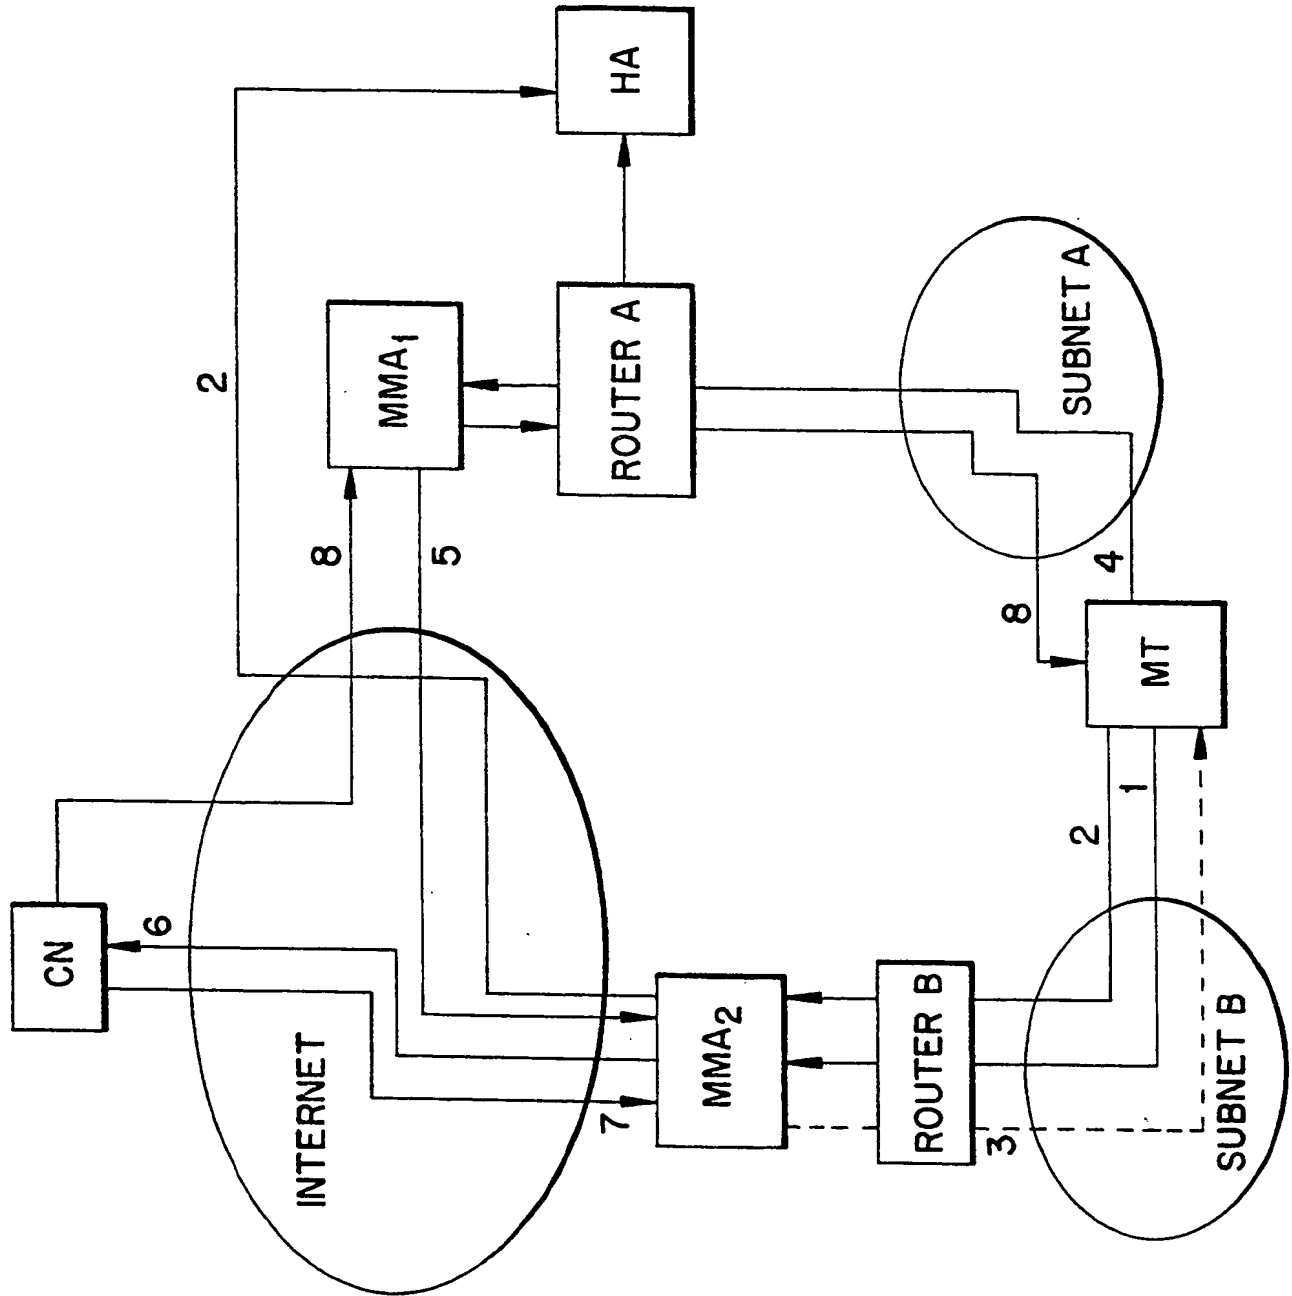 CN
6
2
INTERNET
8
MMA₁
5
7
ROUTER A
HA
MMA₂
ROUTER B
3
8
SUBNET A
2
4
1
MT
SUBNET B